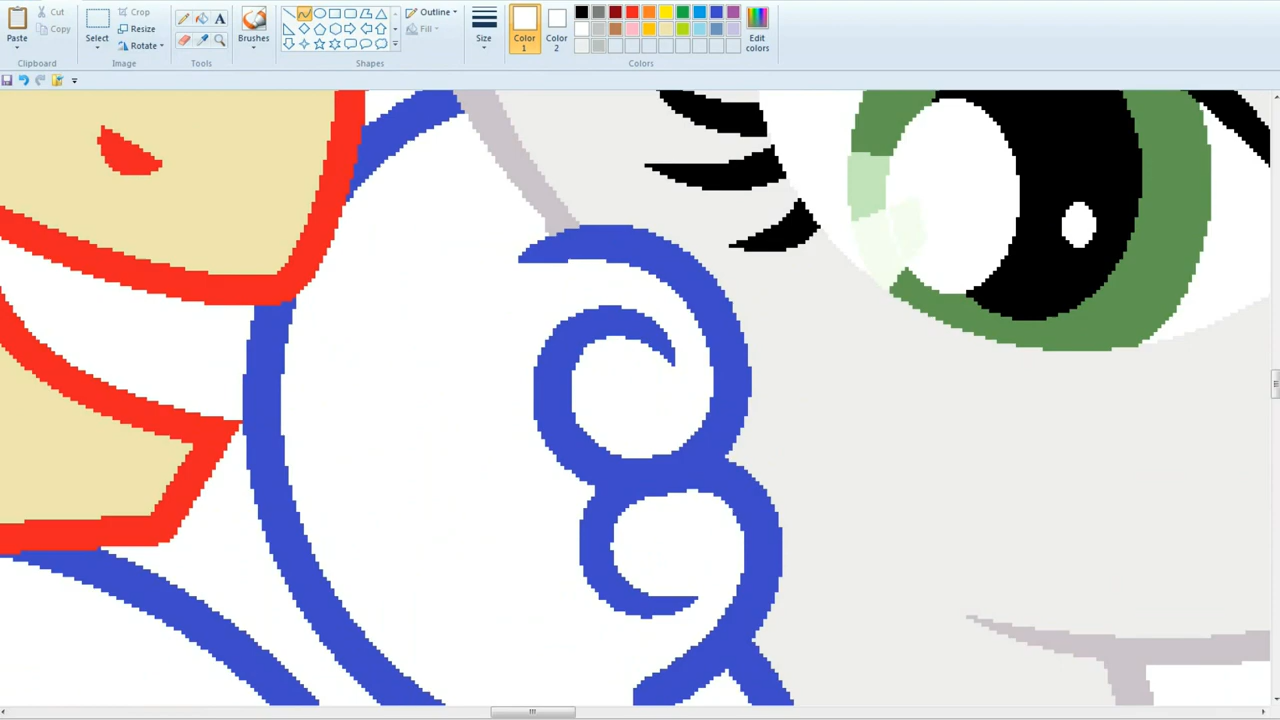 Paste
Cut
Copy
Clipboard
Select
Crop
Resize
Rotate
Image
A
Tools
Brushes
Outline
Fill
Shapes
Size
Color
1
Color
2
Edit
colors
Colors